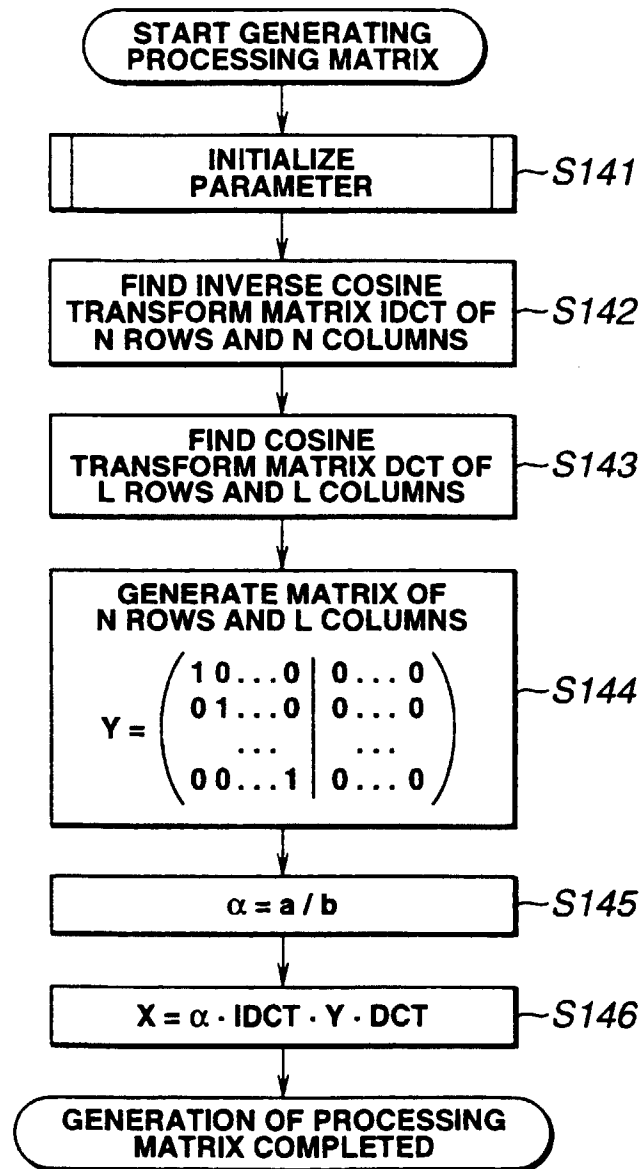 START GENERATING
PROCESSING MATRIX
INITIALIZE
PARAMETER
S141
FIND INVERSE COSINE
TRANSFORM MATRIX IDCT OF
N ROWS AND N COLUMNS
S142
FIND COSINE
TRANSFORM MATRIX DCT OF
L ROWS AND L COLUMNS
S143
GENERATE MATRIX OF
N ROWS AND L COLUMNS
1 0 . . . 0 | 0 . . . 0
0 1 . . . 0 | 0 . . . 0
Y =
. . . | . . .
0 0 . . . 1 | 0 . . . 0
S144
α = a / b
S145
X = α · IDCT · Y · DCT
S146
GENERATION OF PROCESSING
MATRIX COMPLETED